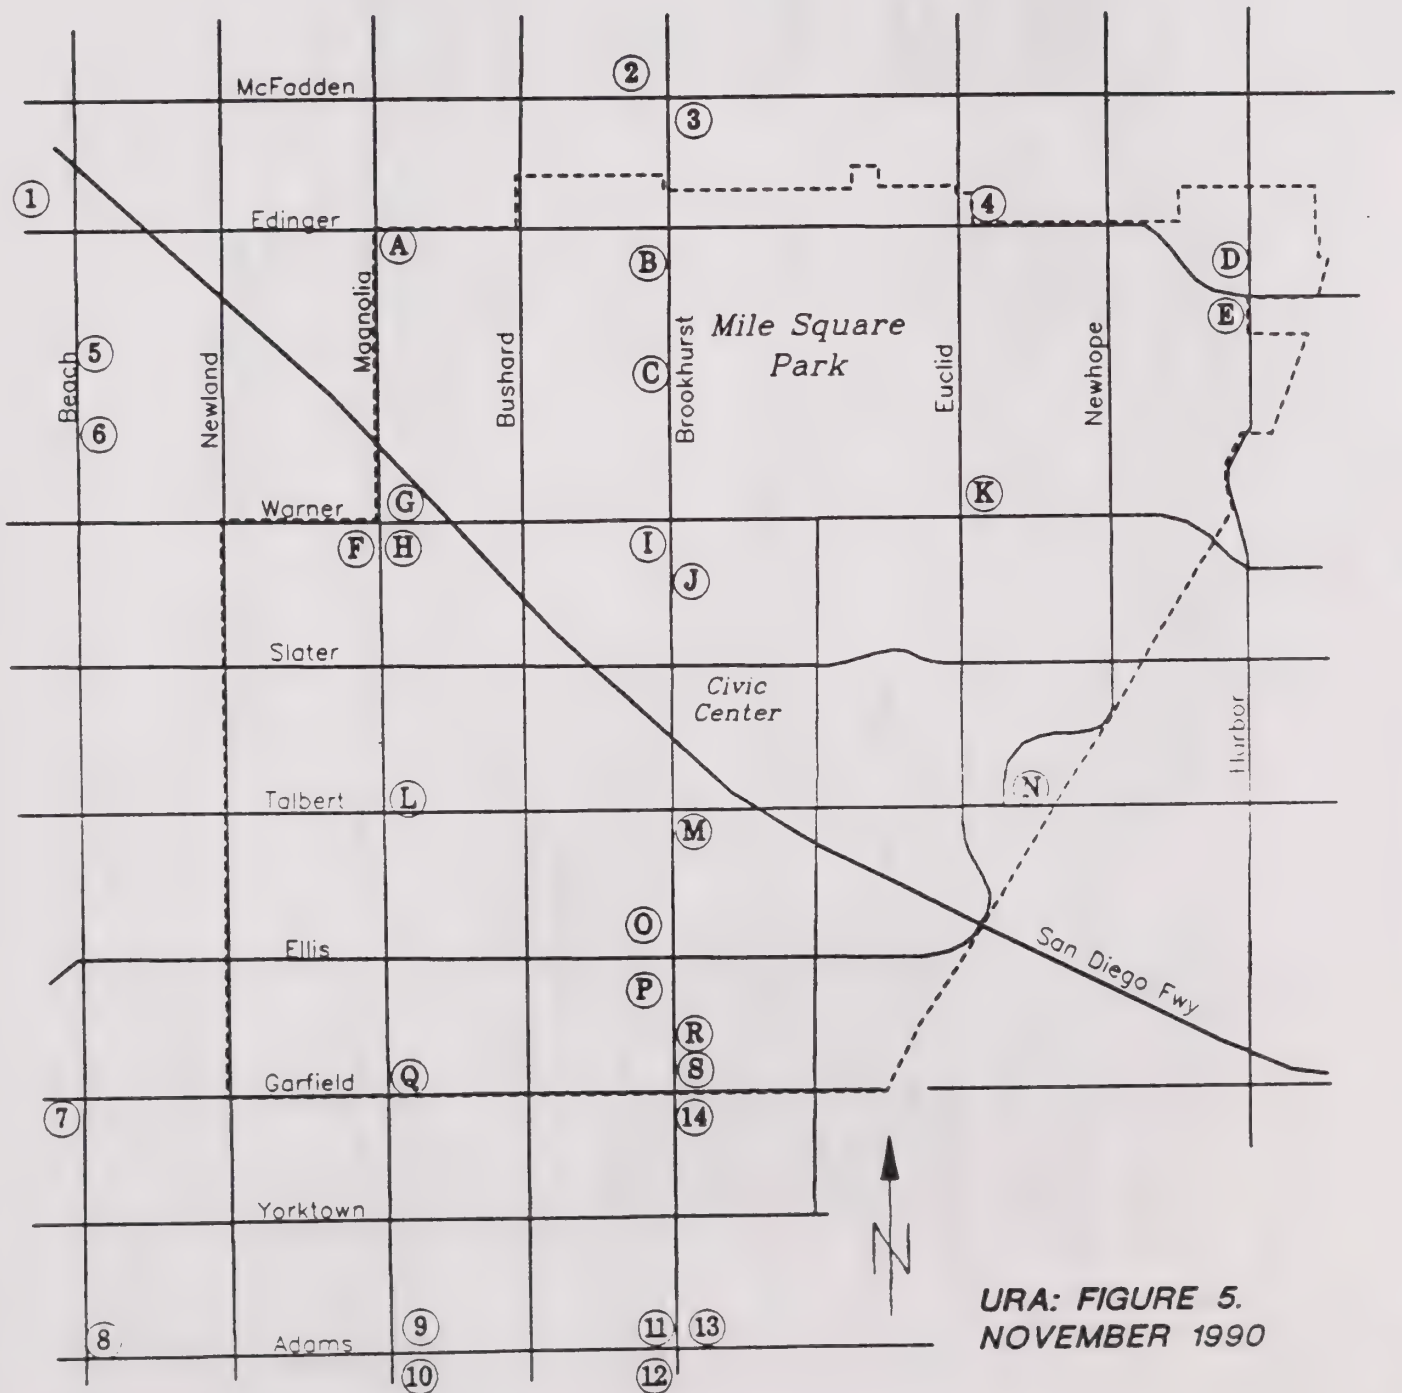 McFadden
2
3
1
Edinger
4
A
B
D
E
Magnolia
Mile Square
Park
5
Beach
6
Newland
Bushard
C
Brookhurst
Euclid
Newhope
Warner
G
K
F
H
I
J
Slater
Civic
Center
Harbor
Talbert
L
N
M
O
Ellis
San Diego Fwy
P
R
S
Garfield
Q
7
14
Yorktown
N
URA: FIGURE 5.
NOVEMBER 1990
8
Adams
9
11
13
10
12